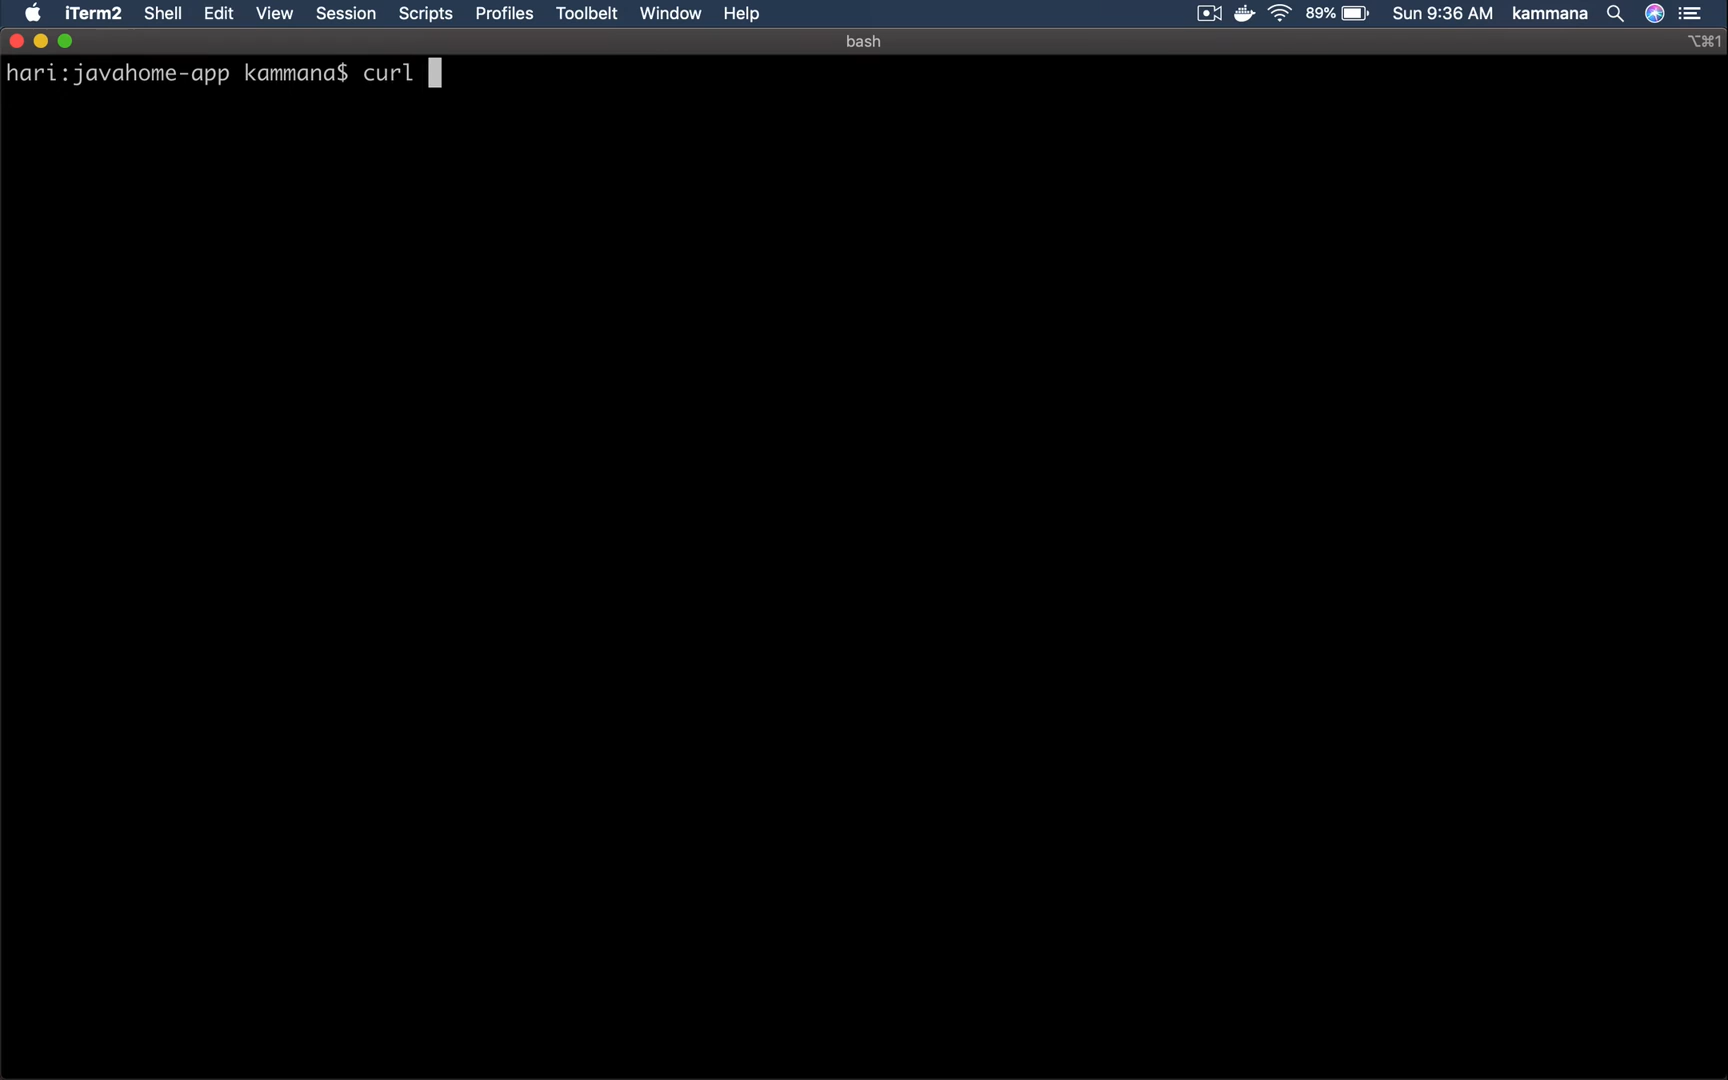 iTerm2 Shell Edit View Session Scripts Profiles Toolbelt Window Help 89% Sun 9:36 AM kammana
bash ⌥⌘1
hari:javahome-app kammana$ curl